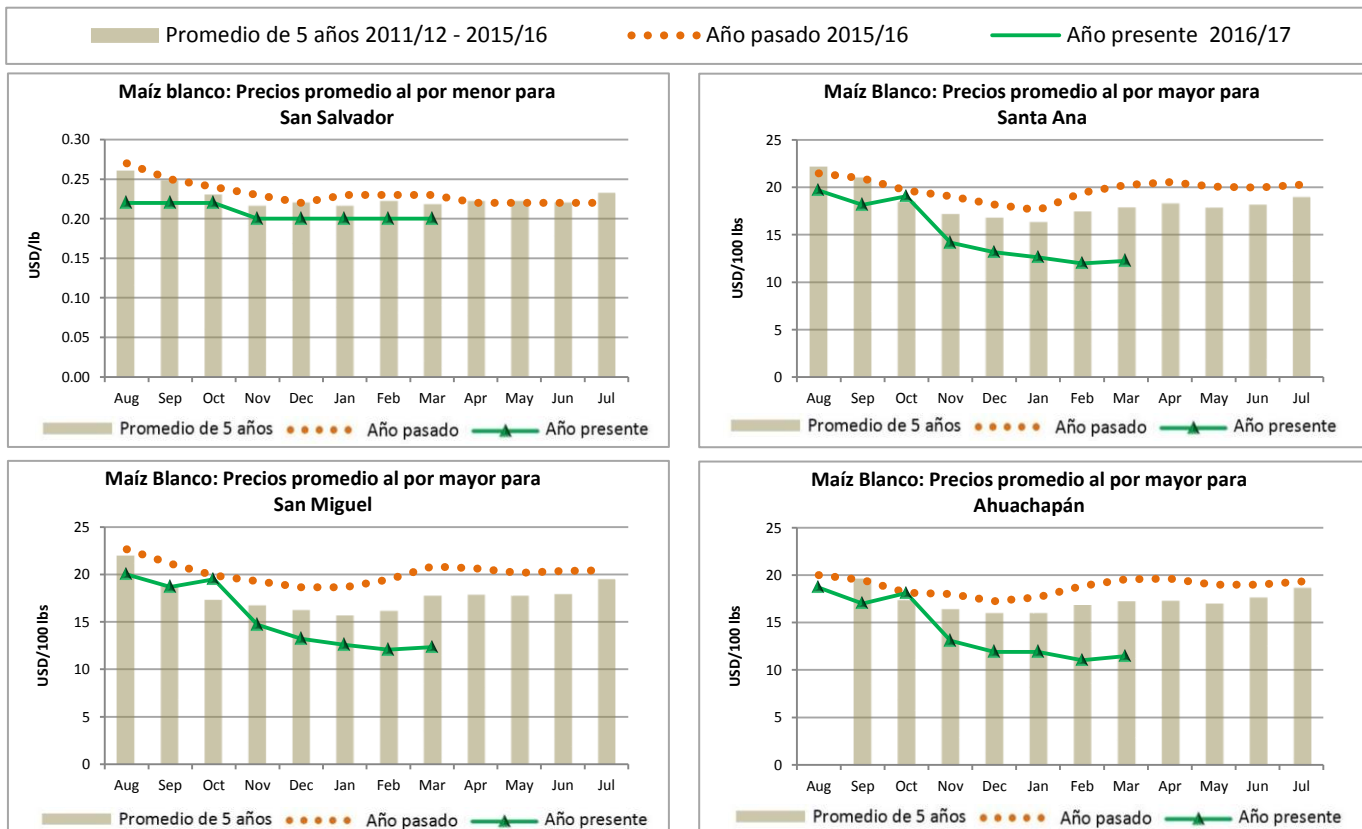 Promedio de 5 años 2011/12 - 2015/16 Año pasado 2015/16 Año presente 2016/17
Maíz blanco: Precios promedio al por menor para
San Salvador
USD/lb
0.30
0.25
0.20
0.15
0.10
0.05
0.00
Aug Sep Oct Nov Dec Jan Feb Mar Apr May Jun Jul
Promedio de 5 años Año pasado Año presente
Maíz Blanco: Precios promedio al por mayor para
Santa Ana
USD/100 lbs
25
20
15
10
5
0
Aug Sep Oct Nov Dec Jan Feb Mar Apr May Jun Jul
Promedio de 5 años Año pasado Año presente
Maíz Blanco: Precios promedio al por mayor para
San Miguel
USD/100 lbs
25
20
15
10
5
0
Aug Sep Oct Nov Dec Jan Feb Mar Apr May Jun Jul
Promedio de 5 años Año pasado Año presente
Maíz Blanco: Precios promedio al por mayor para
Ahuachapán
USD/100 lbs
25
20
15
10
5
0
Aug Sep Oct Nov Dec Jan Feb Mar Apr May Jun Jul
Promedio de 5 años Año pasado Año presente